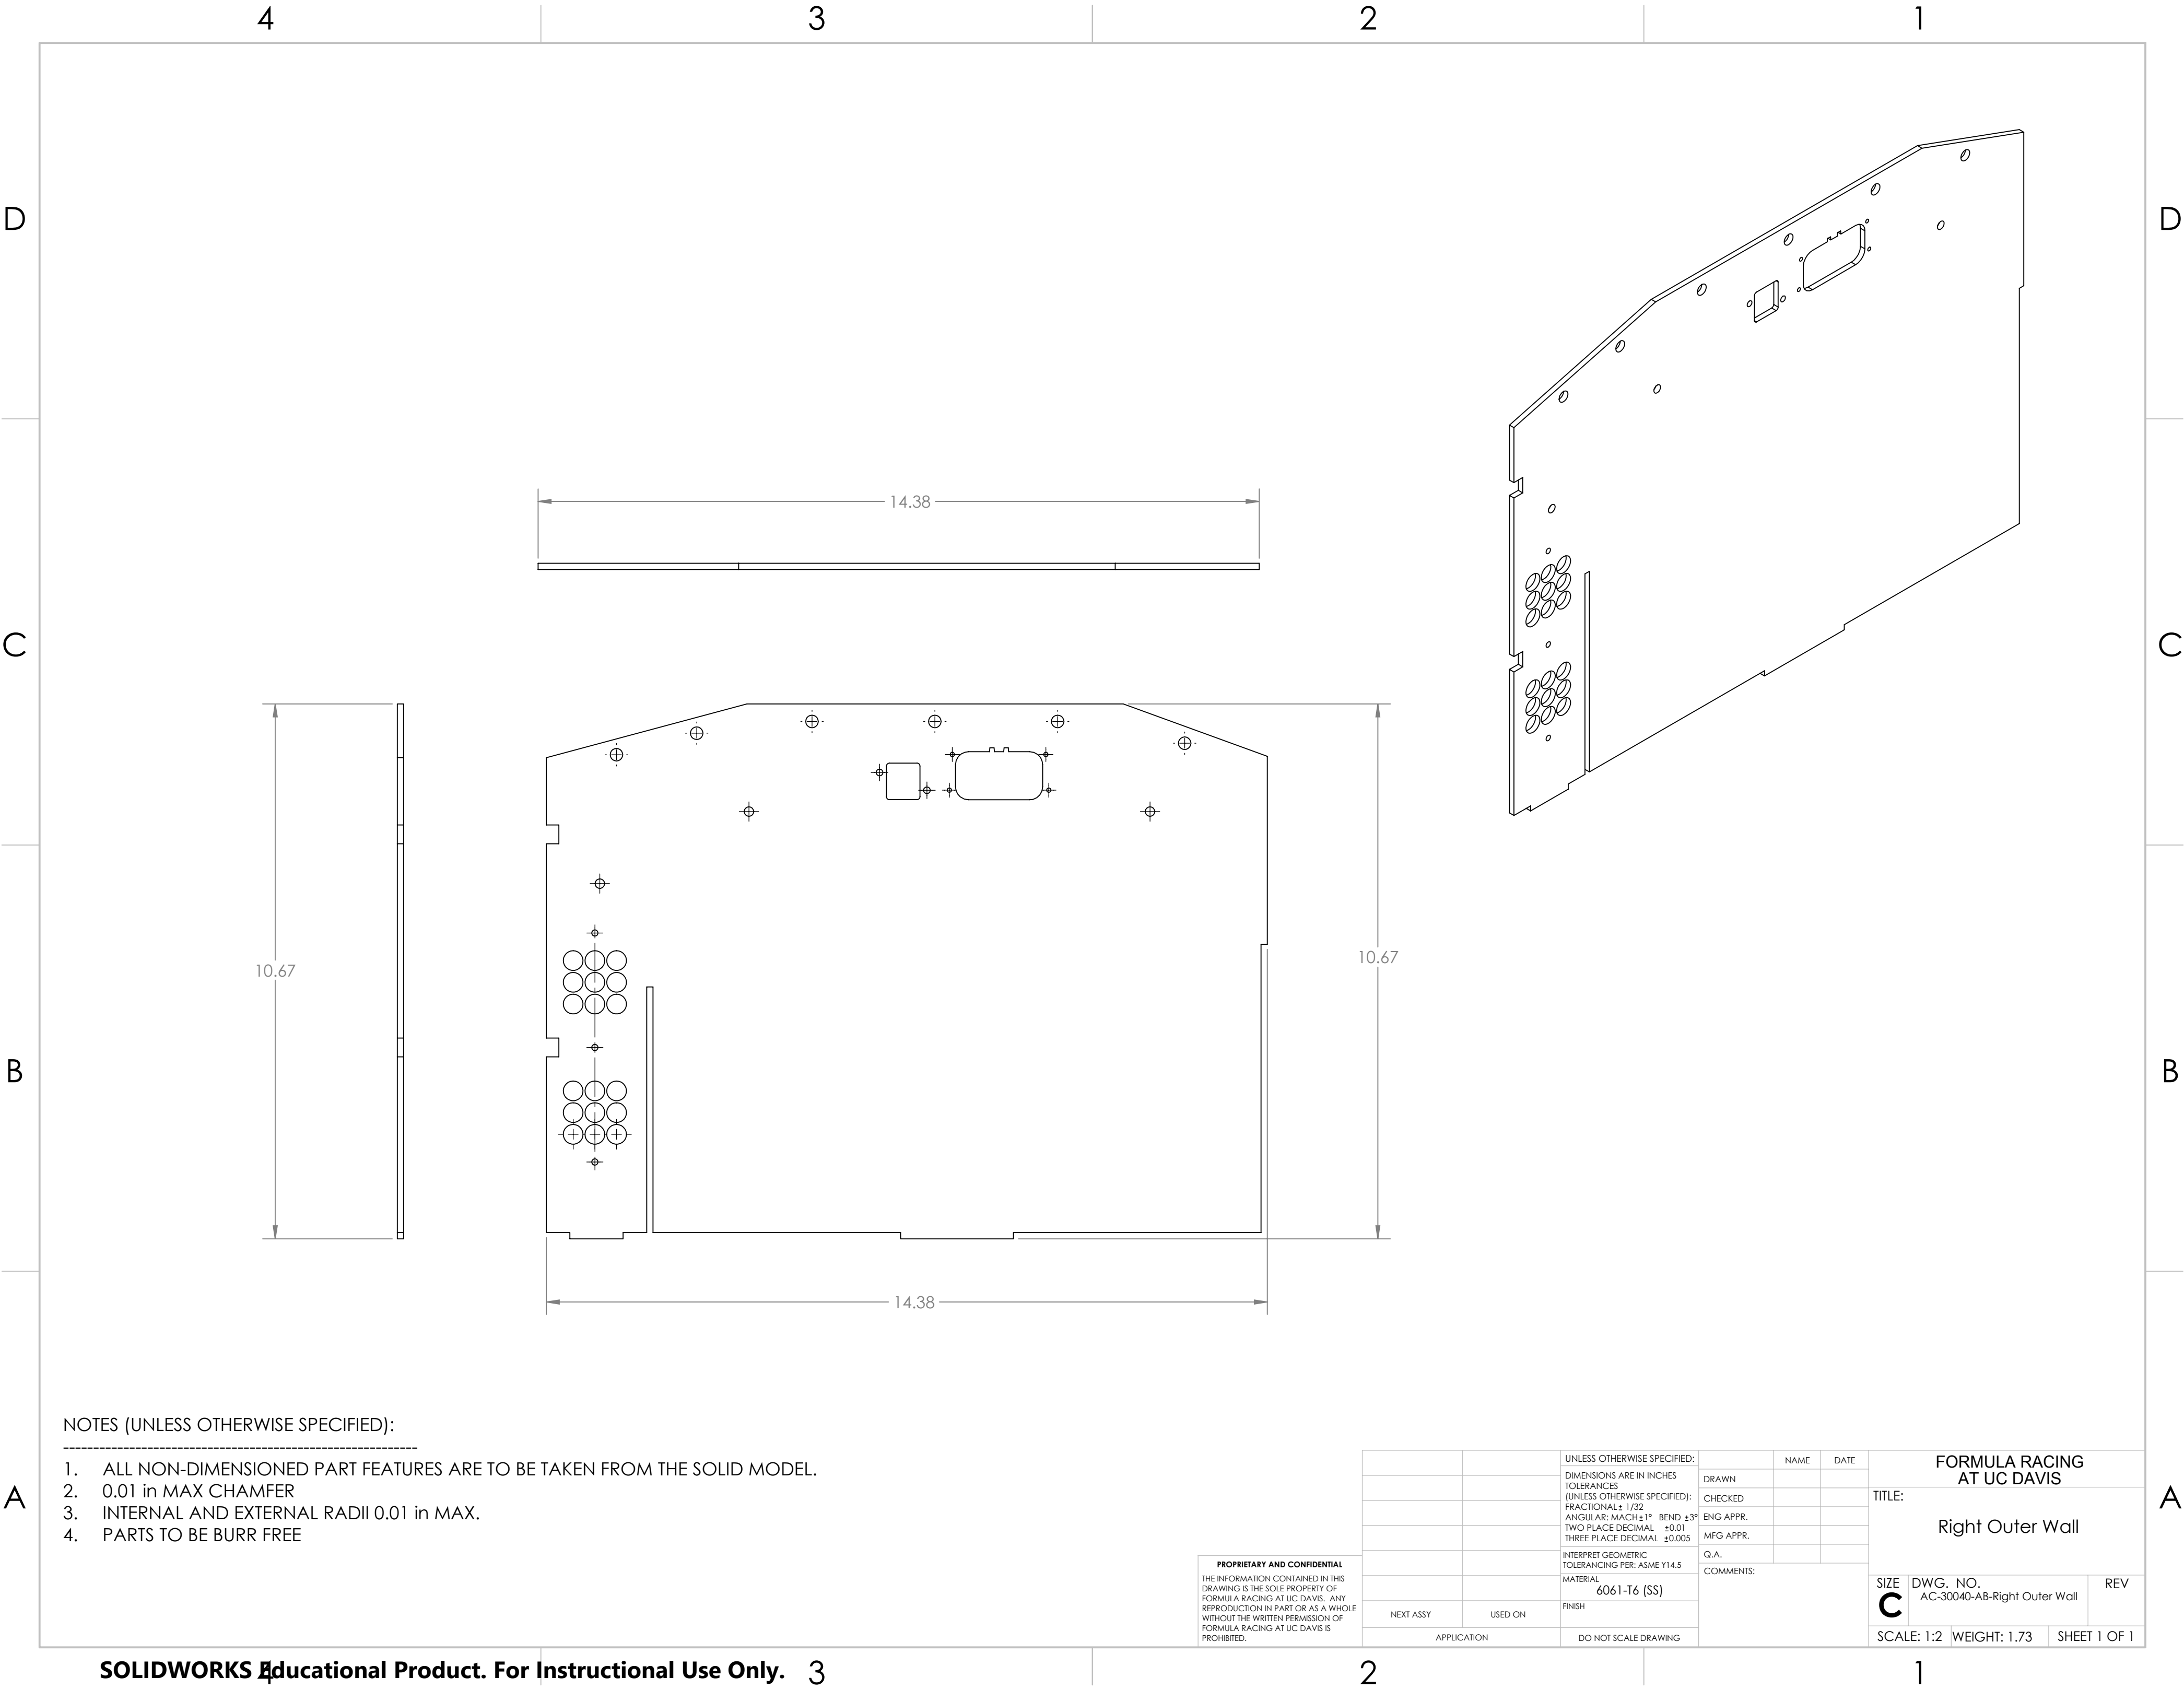 4 3 2 1
D D
14.38
C C
10.67 10.67
B B
14.38
NOTES (UNLESS OTHERWISE SPECIFIED):
-----------------------------------------------------------
1. ALL NON-DIMENSIONED PART FEATURES ARE TO BE TAKEN FROM THE SOLID MODEL.
2. 0.01 in MAX CHAMFER
3. INTERNAL AND EXTERNAL RADII 0.01 in MAX.
4. PARTS TO BE BURR FREE
A A
PROPRIETARY AND CONFIDENTIAL
THE INFORMATION CONTAINED IN THIS
DRAWING IS THE SOLE PROPERTY OF
FORMULA RACING AT UC DAVIS. ANY
REPRODUCTION IN PART OR AS A WHOLE
WITHOUT THE WRITTEN PERMISSION OF
FORMULA RACING AT UC DAVIS IS
PROHIBITED.
NEXT ASSY USED ON
APPLICATION
UNLESS OTHERWISE SPECIFIED:
DIMENSIONS ARE IN INCHES
TOLERANCES
(UNLESS OTHERWISE SPECIFIED):
FRACTIONAL± 1/32
ANGULAR: MACH±1° BEND ±3°
TWO PLACE DECIMAL ±0.01
THREE PLACE DECIMAL ±0.005
INTERPRET GEOMETRIC
TOLERANCING PER: ASME Y14.5
MATERIAL
6061-T6 (SS)
FINISH
DO NOT SCALE DRAWING
NAME DATE
DRAWN
CHECKED
ENG APPR.
MFG APPR.
Q.A.
COMMENTS:
FORMULA RACING
AT UC DAVIS
TITLE:
Right Outer Wall
SIZE DWG. NO. REV
C AC-30040-AB-Right Outer Wall
SCALE: 1:2 WEIGHT: 1.73 SHEET 1 OF 1
SOLIDWORKS Educational Product. For Instructional Use Only.
4 3 2 1